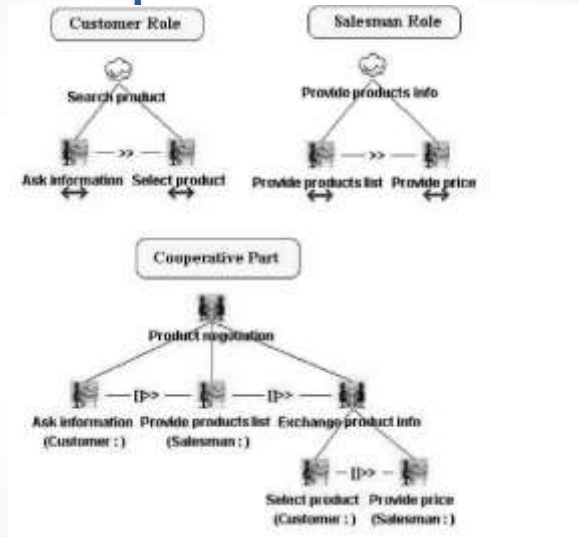 Customer Role
Salesman Role
Search product
Provide products info
>>
>>
Ask information Select product
Provide products list Provide price
Cooperative Part
Product negotiation
[]>> []>>
Ask information Provide products list Exchange product info
(Customer : ) (Salesman : )
[]>>
Select product Provide price
(Customer : ) (Salesman : )